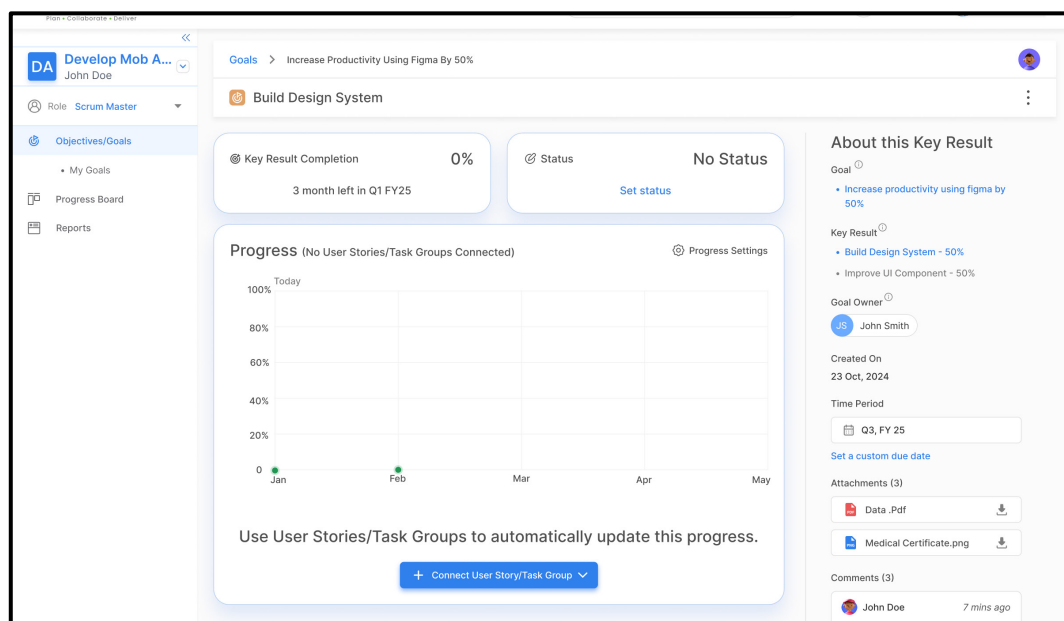 Plan • Collaborate • Deliver
DA
Develop Mob A...
John Doe
Role Scrum Master
Objectives/Goals
• My Goals
Progress Board
Reports
Goals > Increase Productivity Using Figma By 50%
Build Design System
Key Result Completion 0%
3 month left in Q1 FY25
Status No Status
Set status
Progress (No User Stories/Task Groups Connected)
Progress Settings
Today
100%
80%
60%
40%
20%
0
Jan Feb Mar Apr May
Use User Stories/Task Groups to automatically update this progress.
+ Connect User Story/Task Group
About this Key Result
Goal
• Increase productivity using figma by
50%
Key Result
• Build Design System - 50%
• Improve UI Component - 50%
Goal Owner
JS John Smith
Created On
23 Oct, 2024
Time Period
Q3, FY 25
Set a custom due date
Attachments (3)
Data .Pdf
Medical Certificate.png
Comments (3)
John Doe 7 mins ago